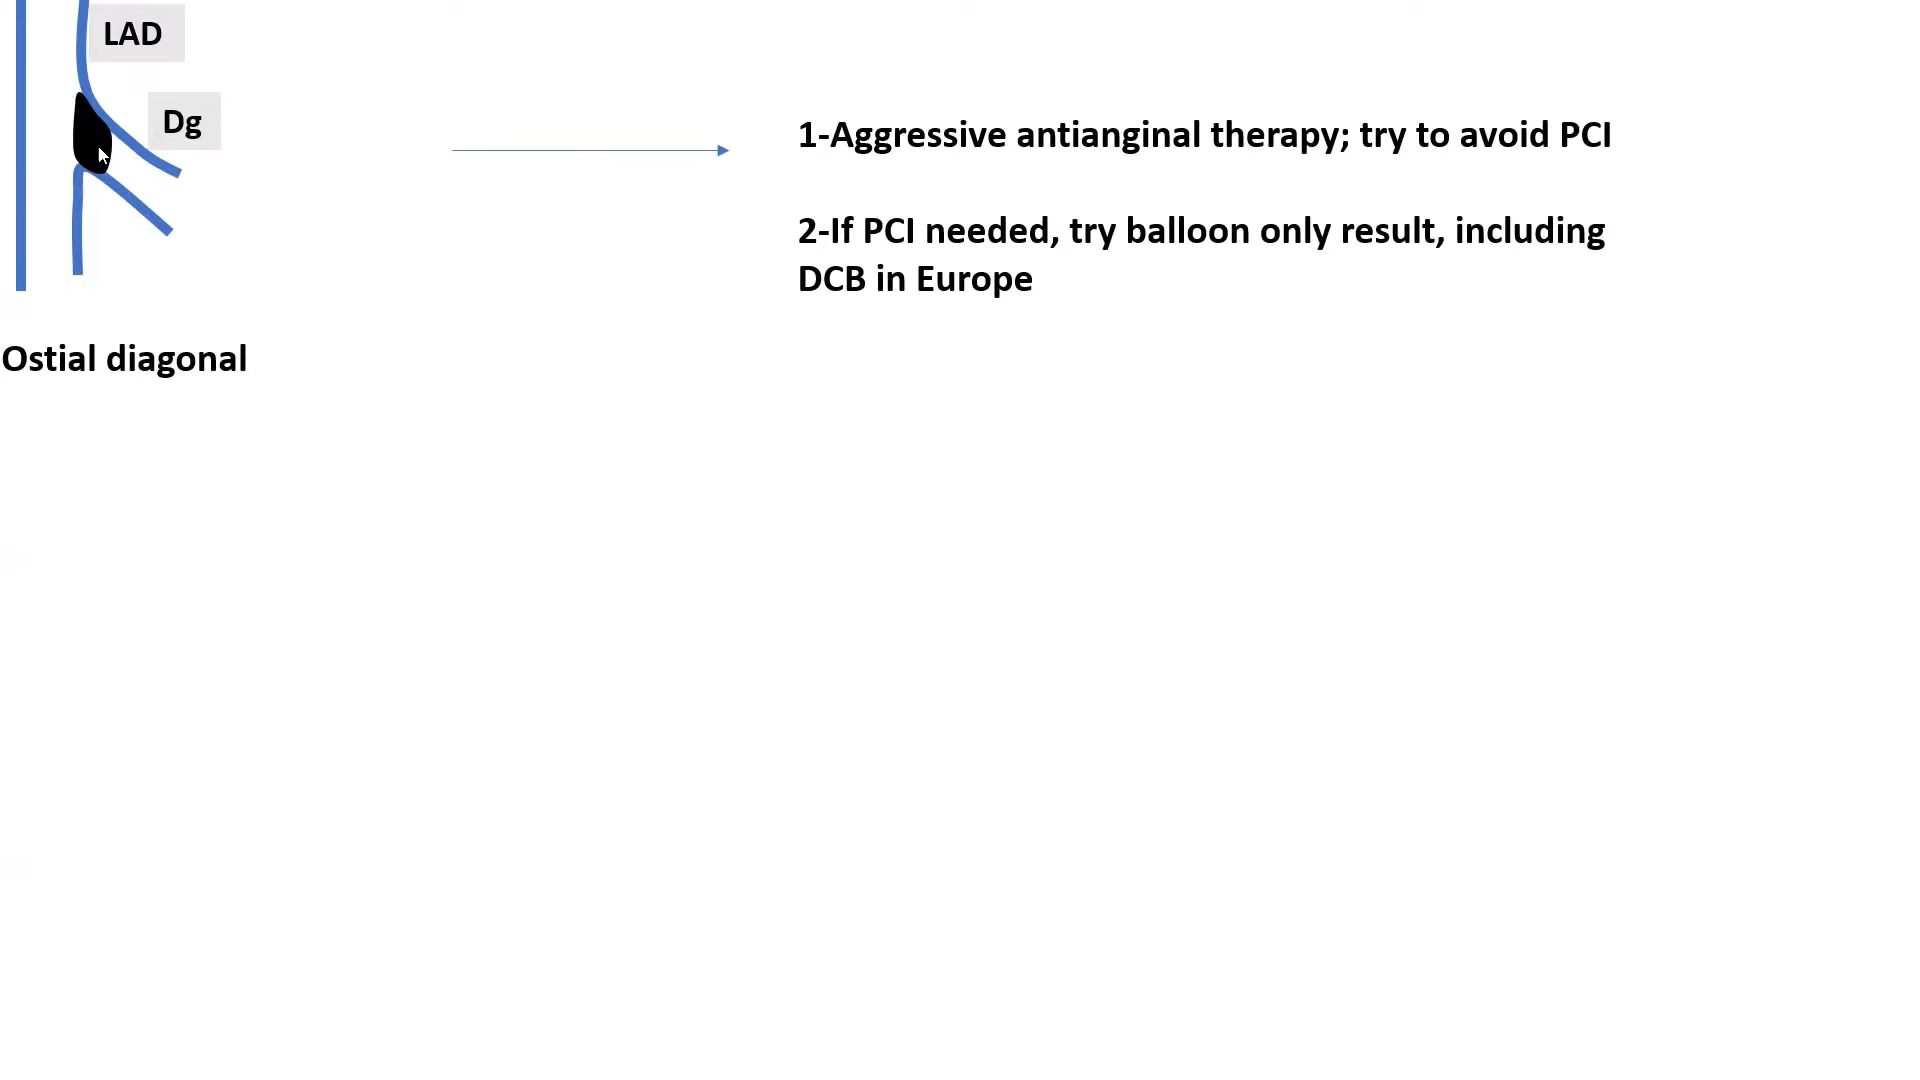 LAD
Dg
1-Aggressive antianginal therapy; try to avoid PCI
2-If PCI needed, try balloon only result, including
DCB in Europe
Ostial diagonal